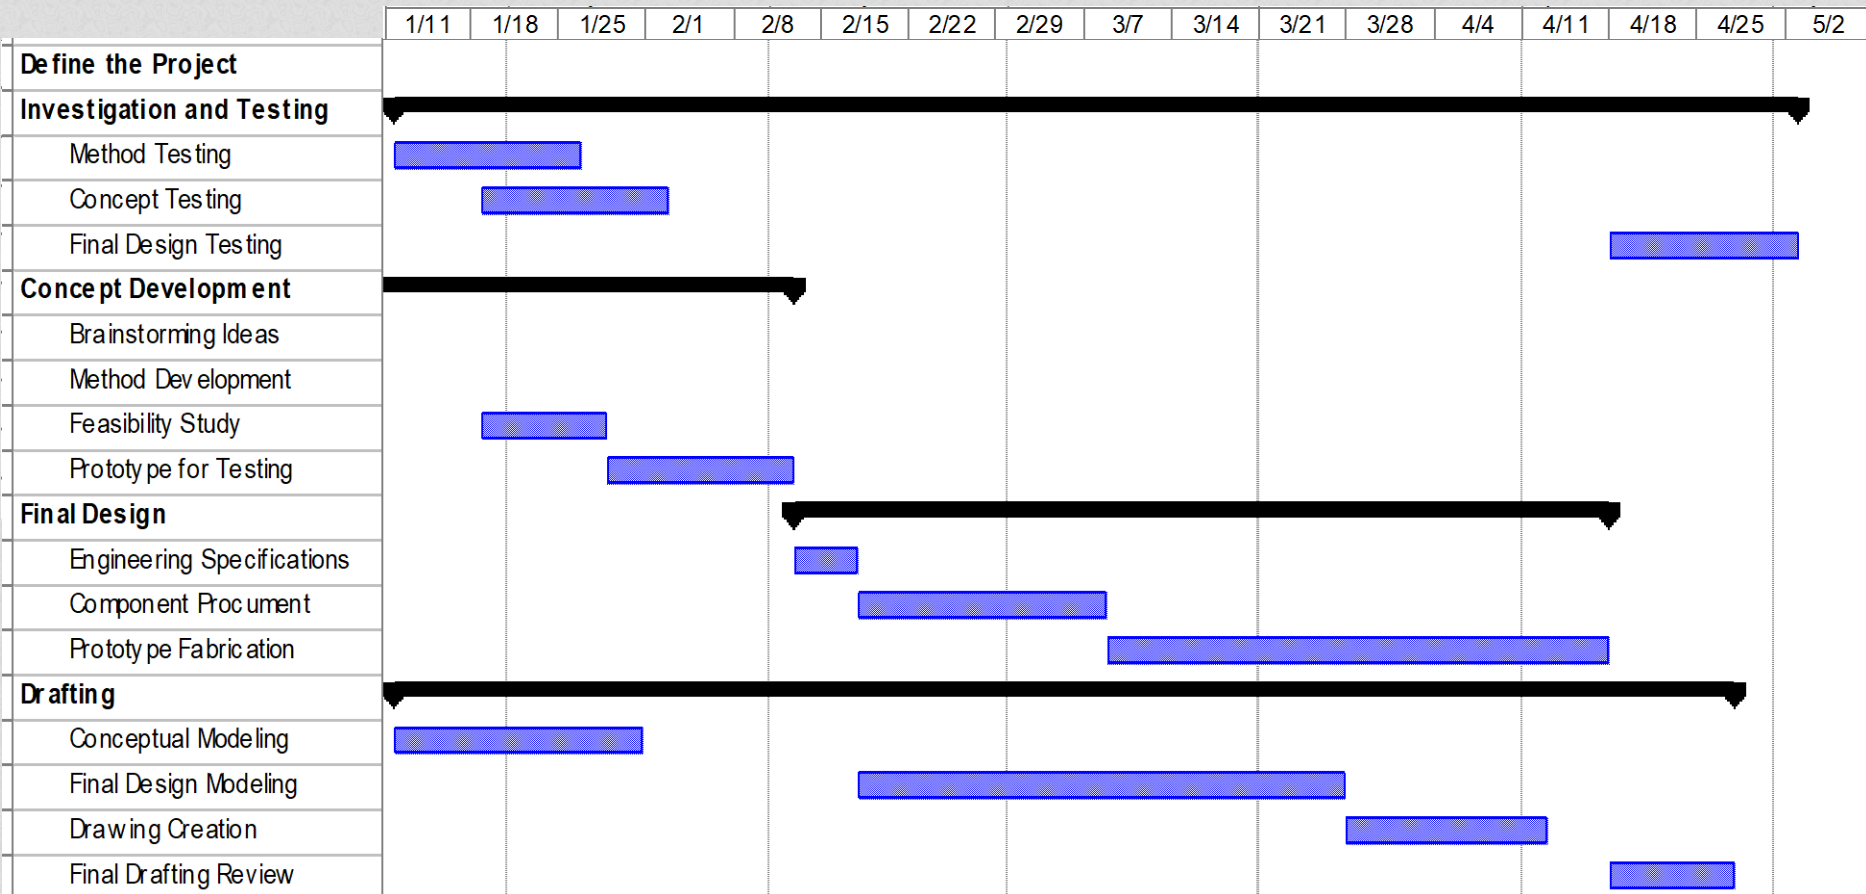 1/11 1/18 1/25 2/1 2/8 2/15 2/22 2/29 3/7 3/14 3/21 3/28 4/4 4/11 4/18 4/25 5/2
Define the Project
Investigation and Testing
Method Testing
Concept Testing
Final Design Testing
Concept Development
Brainstorming Ideas
Method Development
Feasibility Study
Prototype for Testing
Final Design
Engineering Specifications
Component Procument
Prototype Fabrication
Drafting
Conceptual Modeling
Final Design Modeling
Drawing Creation
Final Drafting Review